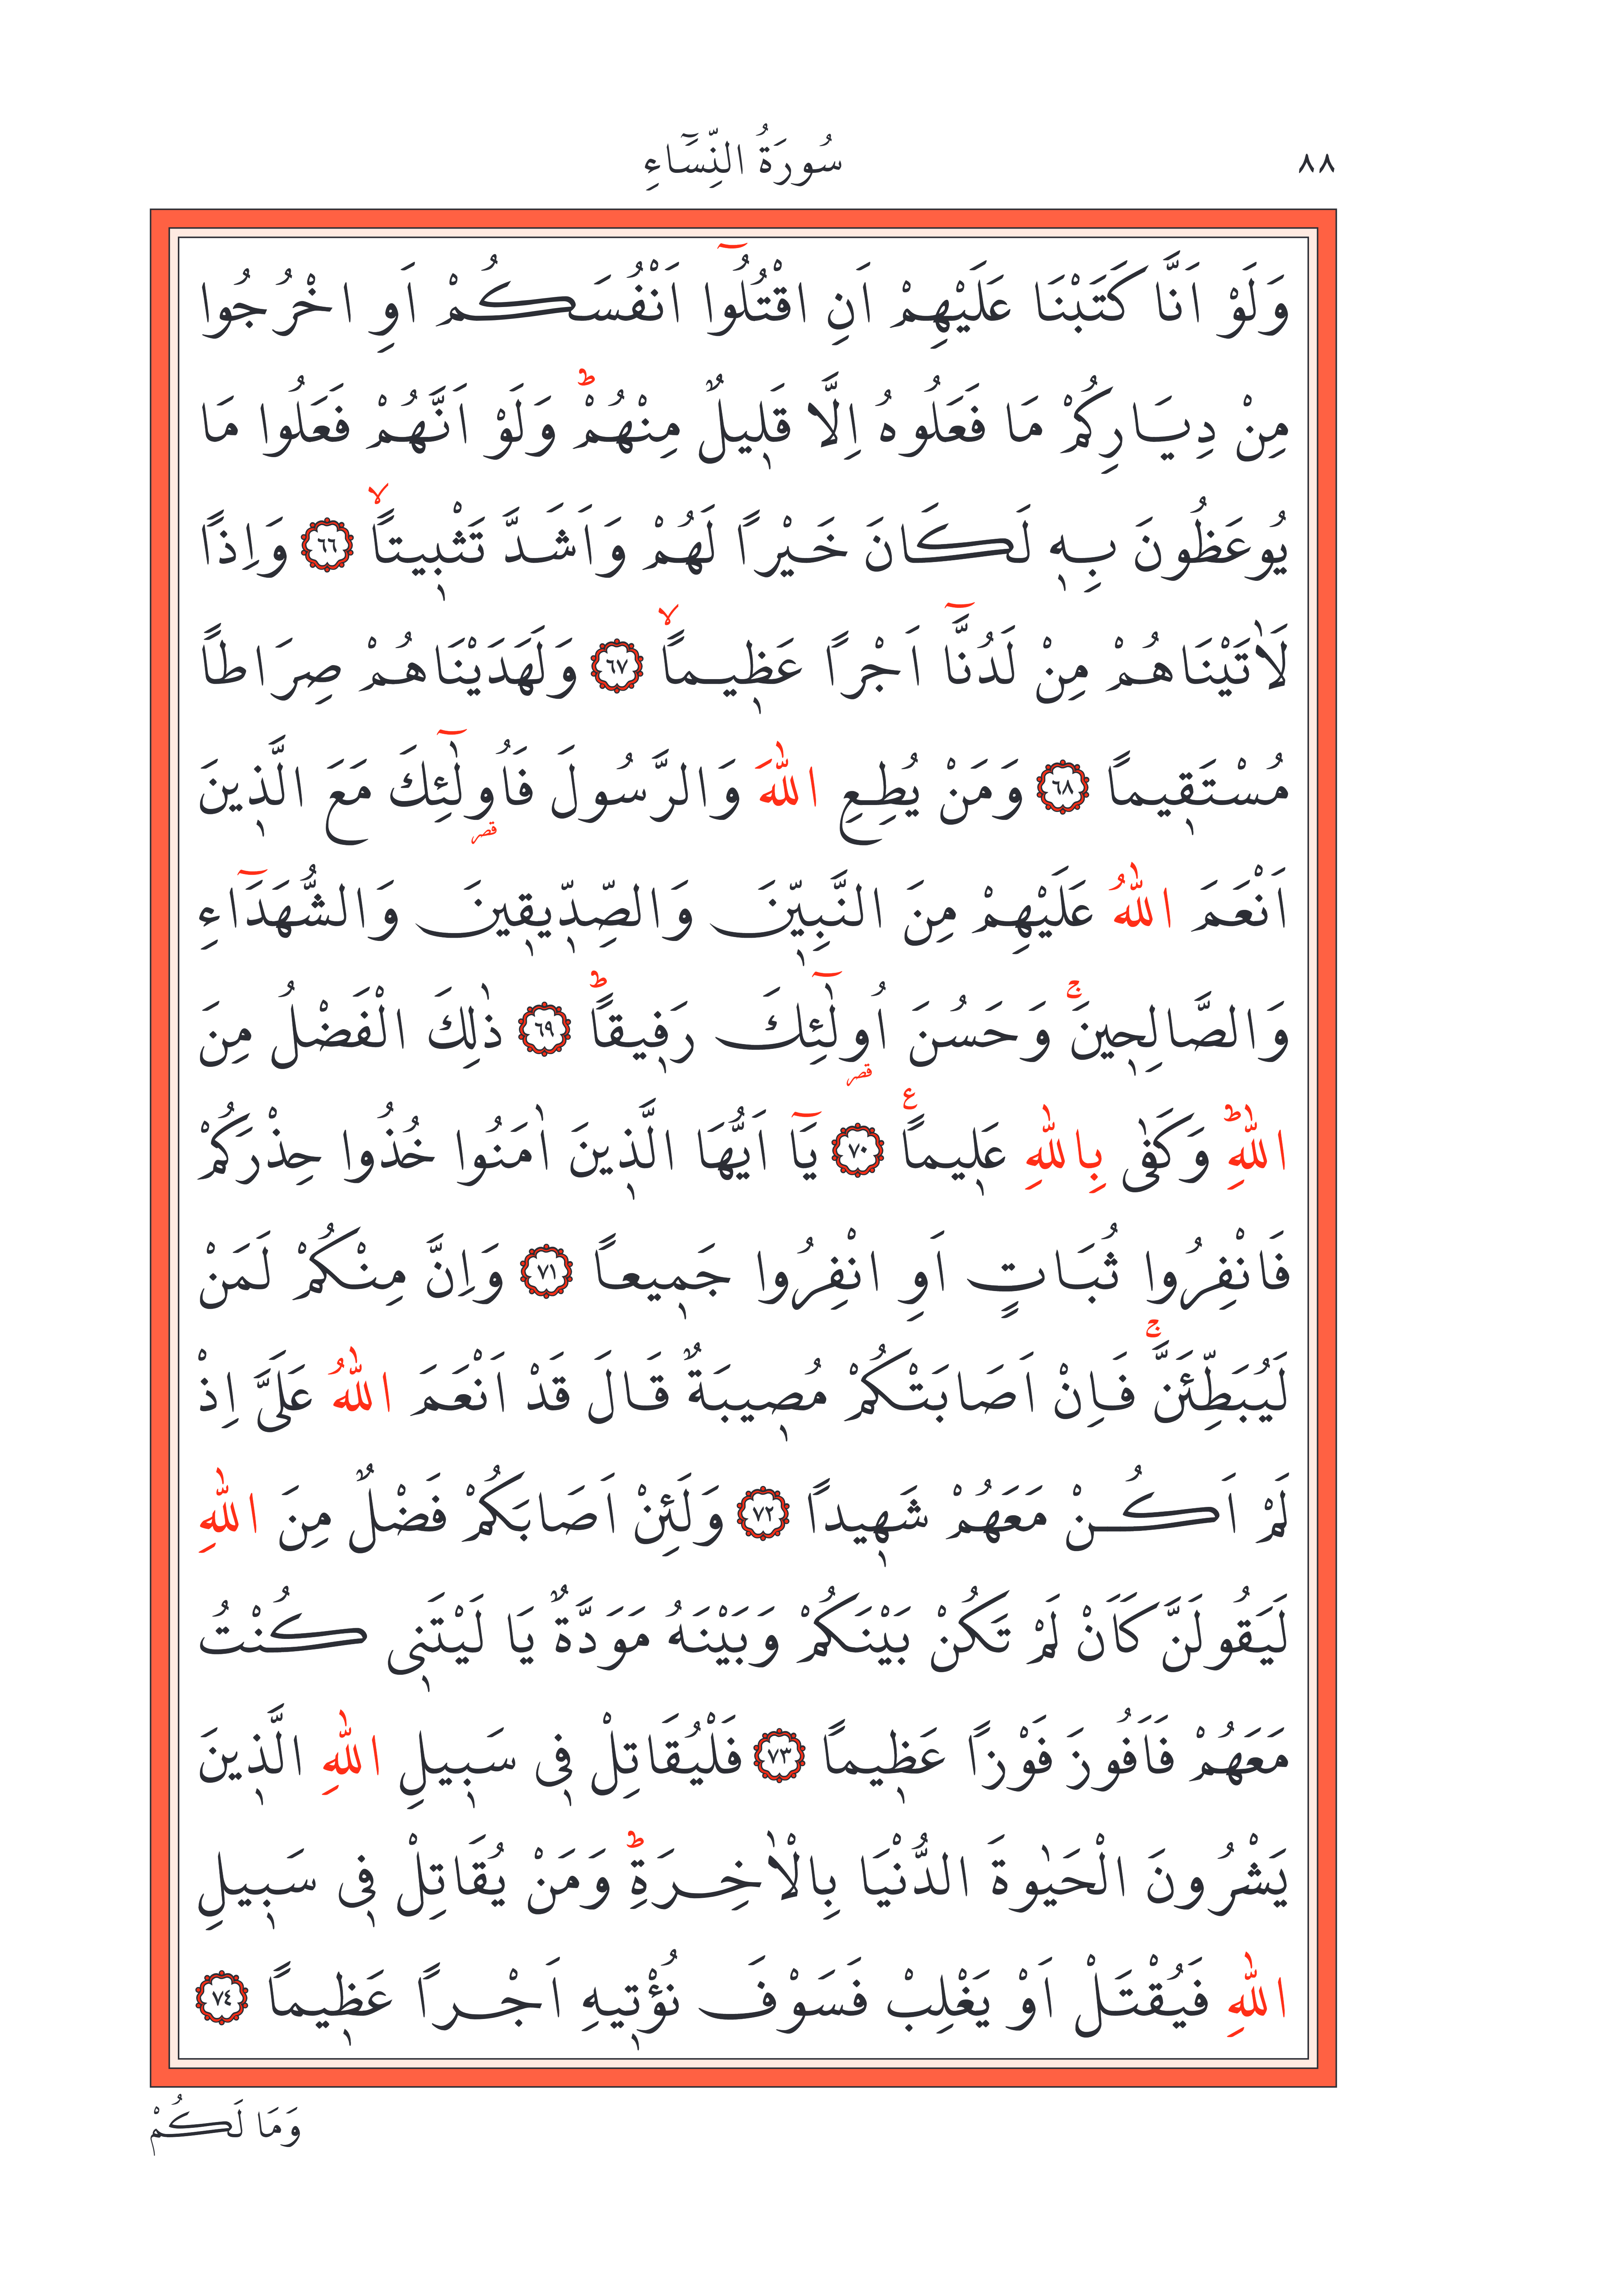 ٨٨
سُورَةُ النِّسَٓاءِ
وَلَوْ اَنَّا كَتَبْنَا عَلَيْهِمْ اَنِ اقْتُلُٓوا اَنْفُسَكُمْ اَوِ اخْرُجُوا
مِنْ دِيَارِكُمْ مَا فَعَلُوهُ اِلَّا قَلٖيلٌ مِنْهُمْؕ وَلَوْ اَنَّهُمْ فَعَلُوا مَا
يُوعَظُونَ بِهٖ لَكَانَ خَيْرًا لَهُمْ وَاَشَدَّ تَثْبٖيتًاۙ ﴿٦٦﴾ وَاِذًا
لَاٰتَيْنَاهُمْ مِنْ لَدُنَّٓا اَجْرًا عَظٖيمًاۙ ﴿٦٧﴾ وَلَهَدَيْنَاهُمْ صِرَاطًا
مُسْتَقٖيمًا ﴿٦٨﴾ وَمَنْ يُطِعِ اللّٰهَ وَالرَّسُولَ فَاُولٰٓئِكَ مَعَ الَّذٖينَ
قصر
اَنْعَمَ اللّٰهُ عَلَيْهِمْ مِنَ النَّبِيّٖنَ وَالصِّدّٖيقٖينَ وَالشُّهَدَٓاءِ
وَالصَّالِحٖينَۚ وَحَسُنَ اُولٰٓئِكَ رَفٖيقًاؕ ﴿٦٩﴾ ذٰلِكَ الْفَضْلُ مِنَ
قصر
اللّٰهِؕ وَكَفٰى بِاللّٰهِ عَلٖيمًاࣖ ﴿٧٠﴾ يَٓا اَيُّهَا الَّذٖينَ اٰمَنُوا خُذُوا حِذْرَكُمْ
فَانْفِرُوا ثُبَاتٍ اَوِ انْفِرُوا جَمٖيعًا ﴿٧١﴾ وَاِنَّ مِنْكُمْ لَمَنْ
لَيُبَطِّئَنَّۚ فَاِنْ اَصَابَتْكُمْ مُصٖيبَةٌ قَالَ قَدْ اَنْعَمَ اللّٰهُ عَلَيَّ اِذْ
لَمْ اَكُنْ مَعَهُمْ شَهٖيدًا ﴿٧٢﴾ وَلَئِنْ اَصَابَكُمْ فَضْلٌ مِنَ اللّٰهِ
لَيَقُولَنَّ كَاَنْ لَمْ تَكُنْ بَيْنَكُمْ وَبَيْنَهُ مَوَدَّةٌ يَا لَيْتَنٖى كُنْتُ
مَعَهُمْ فَاَفُوزَ فَوْزًا عَظٖيمًا ﴿٧٣﴾ فَلْيُقَاتِلْ فٖى سَبٖيلِ اللّٰهِ الَّذٖينَ
يَشْرُونَ الْحَيٰوةَ الدُّنْيَا بِالْاٰخِرَةِؕ وَمَنْ يُقَاتِلْ فٖى سَبٖيلِ
اللّٰهِ فَيُقْتَلْ اَوْ يَغْلِبْ فَسَوْفَ نُؤْتٖيهِ اَجْرًا عَظٖيمًا ﴿٧٤﴾
وَمَا لَكُمْ